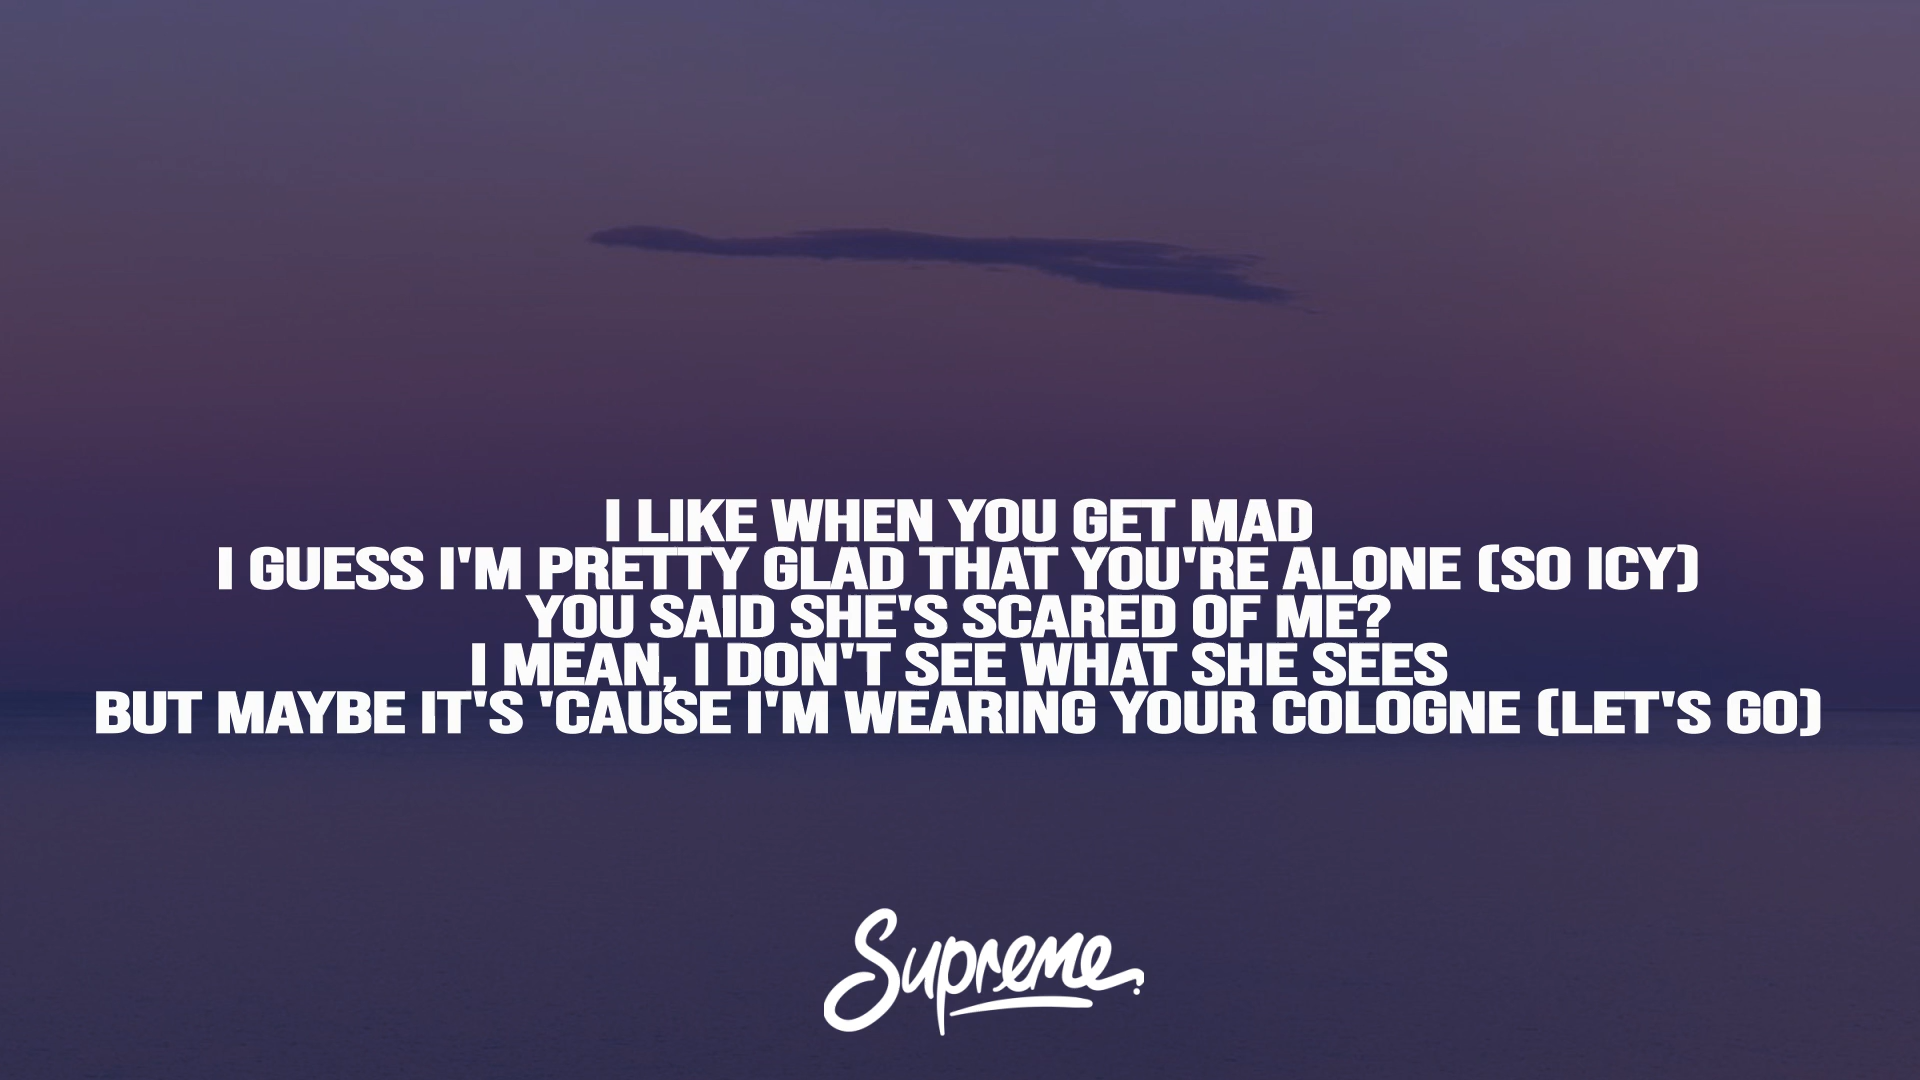 I LIKE WHEN YOU GET MAD
I GUESS I'M PRETTY GLAD THAT YOU'RE ALONE (SO ICY)
YOU SAID SHE'S SCARED OF ME?
I MEAN, I DON'T SEE WHAT SHE SEES
BUT MAYBE IT'S 'CAUSE I'M WEARING YOUR COLOGNE (LET'S GO)
Supreme.